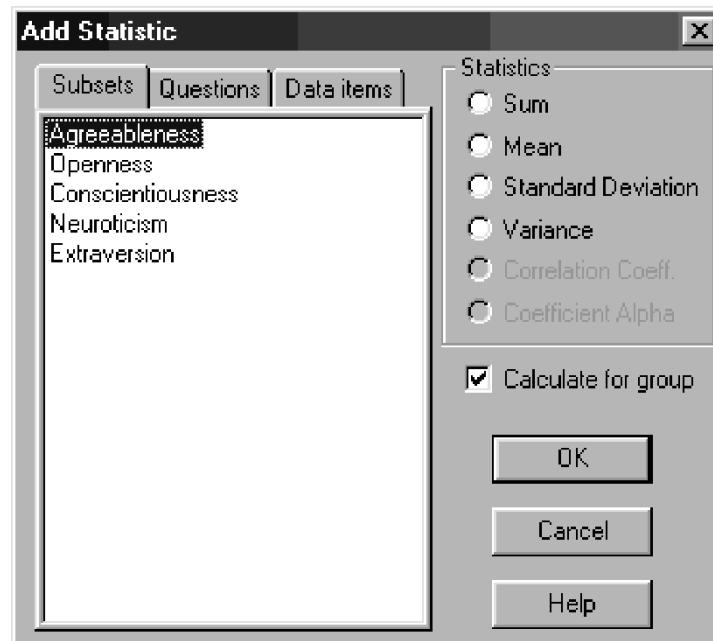 Add Statistic
Subsets
Questions
Data items
Agreeableness
Openness
Conscientiousness
Neuroticism
Extraversion
Statistics
Sum
Mean
Standard Deviation
Variance
Correlation Coeff.
Coefficient Alpha
Calculate for group
OK
Cancel
Help